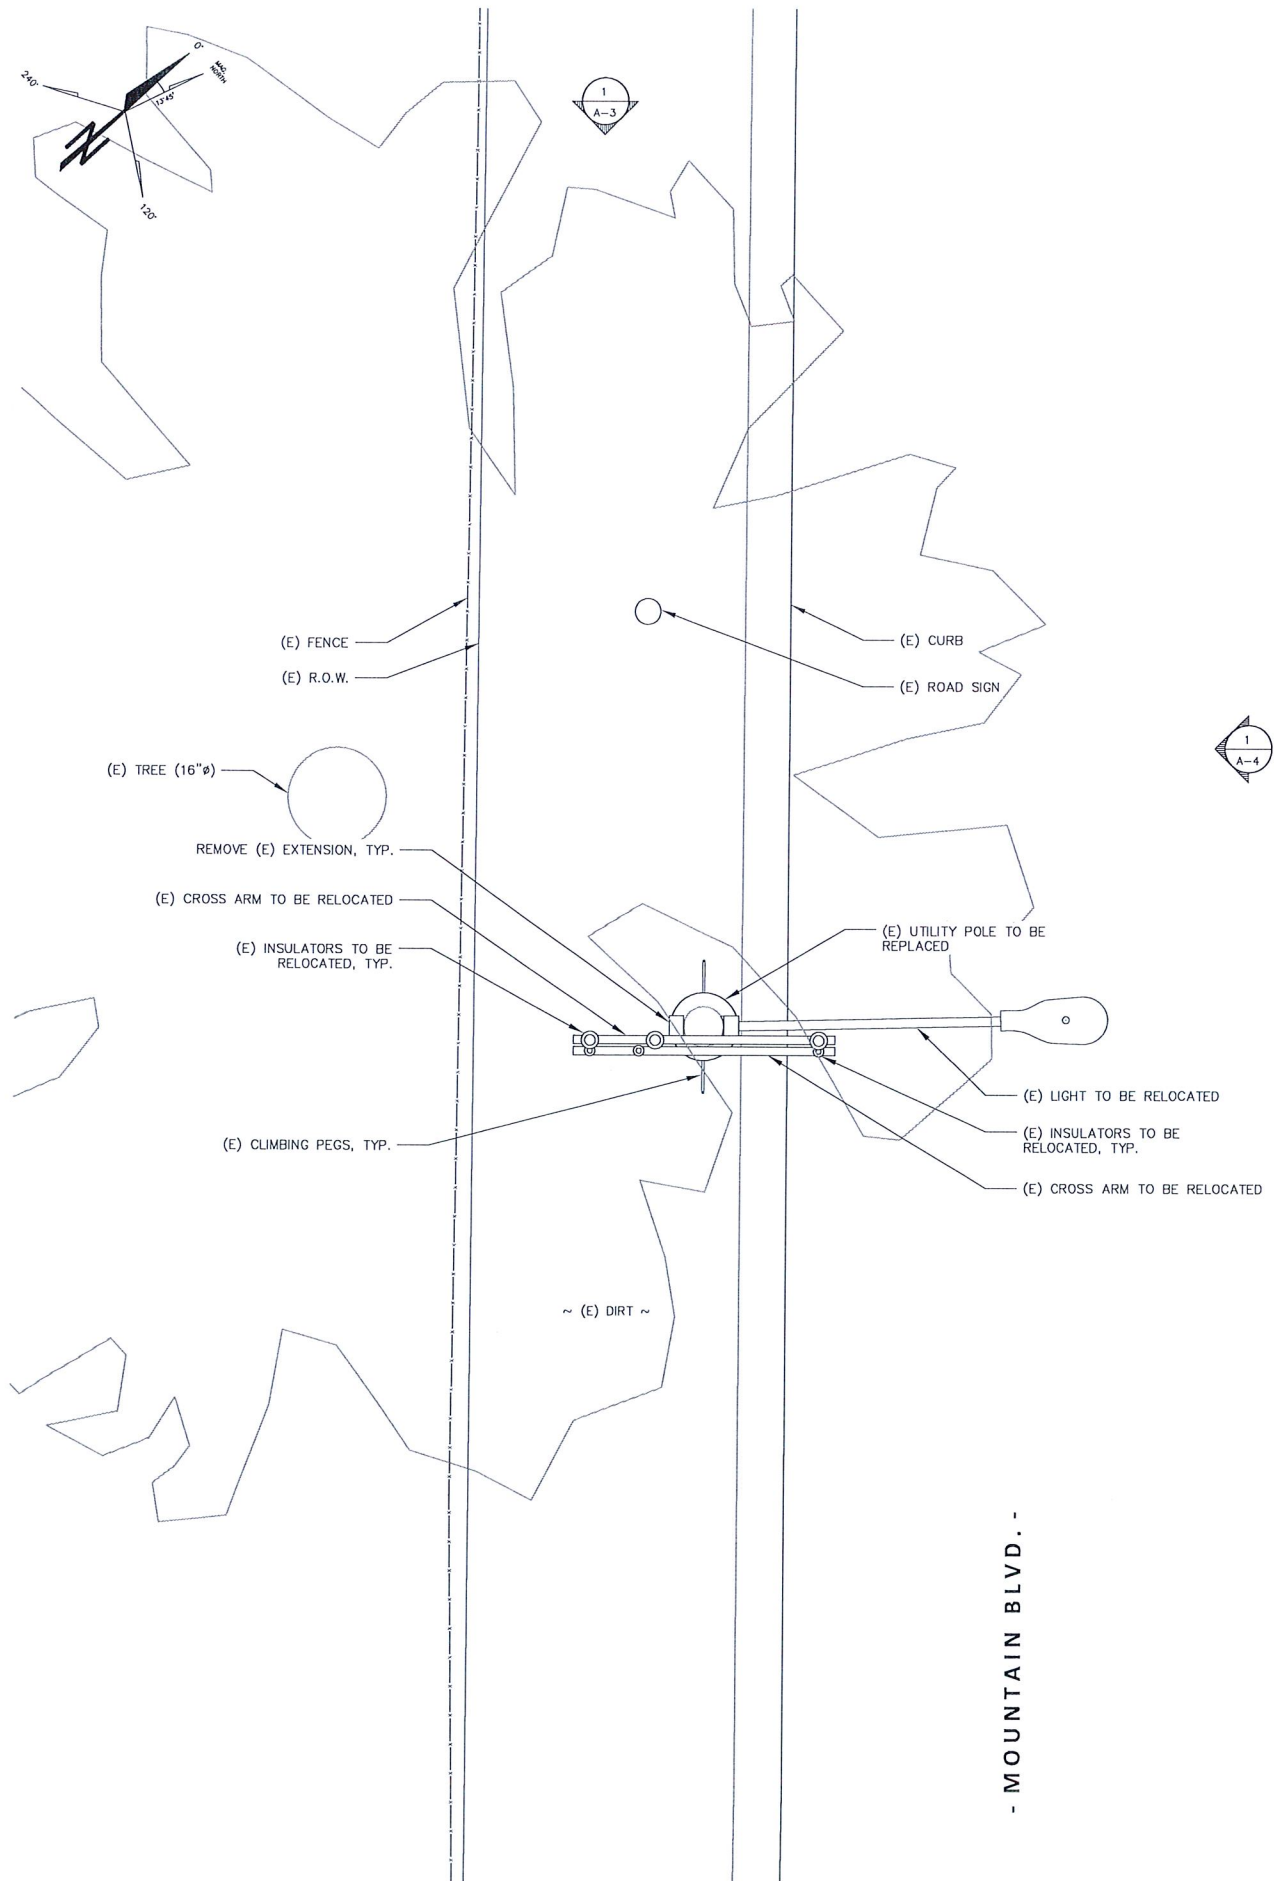 0°
MAG.
NORTH
240°
13°45'
120°
1
A-3
(E) FENCE
(E) CURB
(E) R.O.W.
(E) ROAD SIGN
1
A-4
(E) TREE (16"ø)
REMOVE (E) EXTENSION, TYP.
(E) CROSS ARM TO BE RELOCATED
(E) UTILITY POLE TO BE
REPLACED
(E) INSULATORS TO BE
RELOCATED, TYP.
(E) LIGHT TO BE RELOCATED
(E) CLIMBING PEGS, TYP.
(E) INSULATORS TO BE
RELOCATED, TYP.
(E) CROSS ARM TO BE RELOCATED
~ (E) DIRT ~
- MOUNTAIN BLVD. -